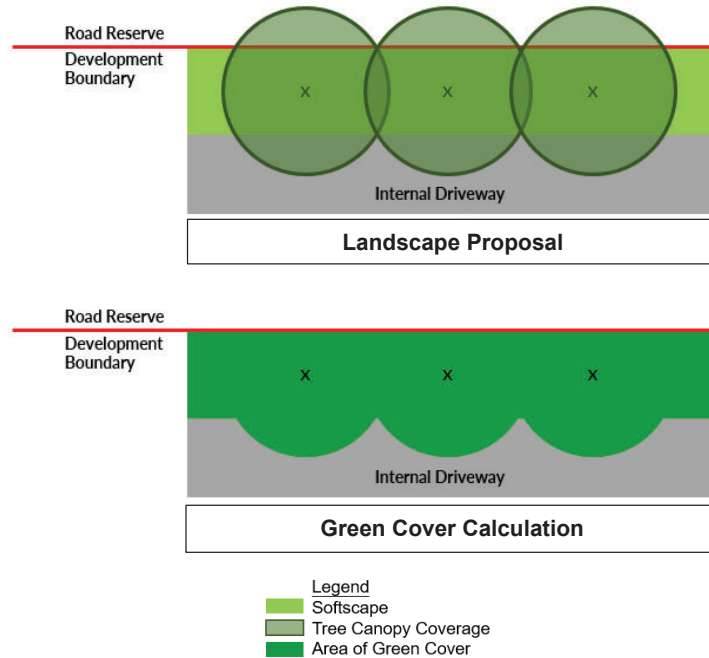 Road Reserve
Development
Boundary
x
x
x
Internal Driveway
Landscape Proposal
Road Reserve
Development
Boundary
x
x
x
Internal Driveway
Green Cover Calculation
Legend
Softscape
Tree Canopy Coverage
Area of Green Cover